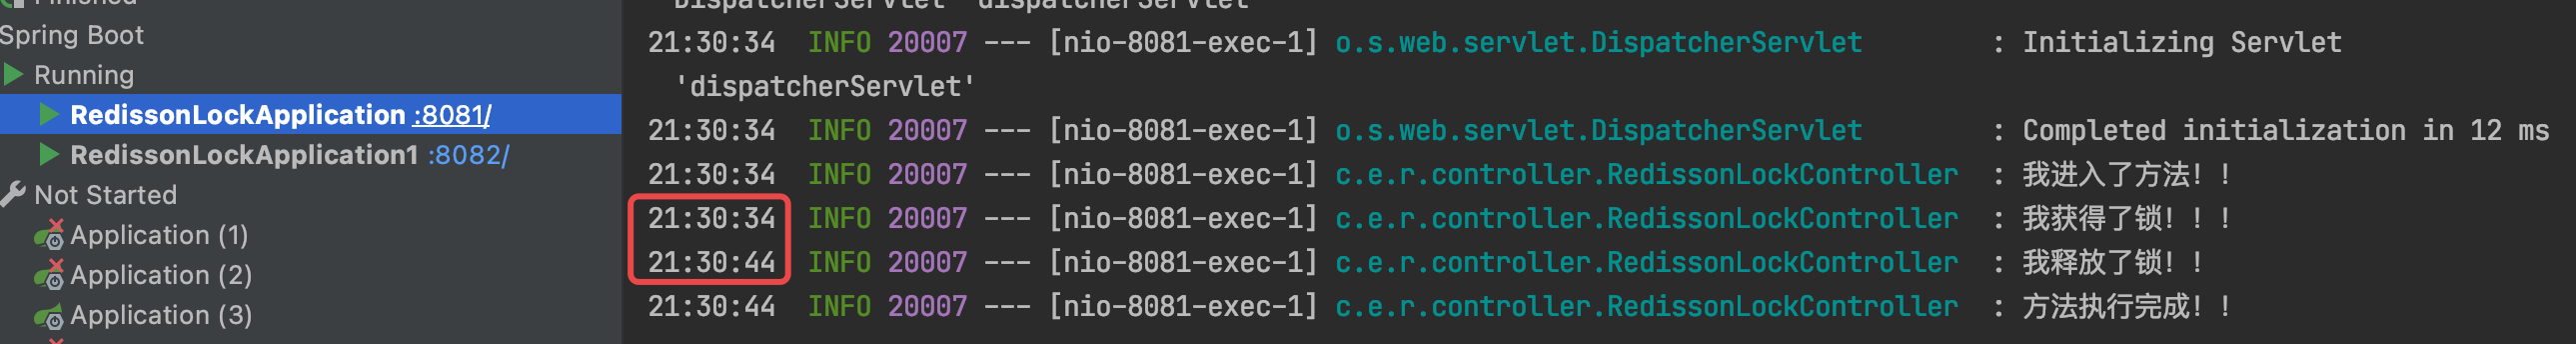 Finished
Spring Boot
Running
RedissonLockApplication :8081/
RedissonLockApplication1 :8082/
Not Started
Application (1)
Application (2)
Application (3)
DispatcherServlet 'dispatcherServlet'
21:30:34 INFO 20007 --- [nio-8081-exec-1] o.s.web.servlet.DispatcherServlet : Initializing Servlet
'dispatcherServlet'
21:30:34 INFO 20007 --- [nio-8081-exec-1] o.s.web.servlet.DispatcherServlet : Completed initialization in 12 ms
21:30:34 INFO 20007 --- [nio-8081-exec-1] c.e.r.controller.RedissonLockController : 我进入了方法！！
21:30:34 INFO 20007 --- [nio-8081-exec-1] c.e.r.controller.RedissonLockController : 我获得了锁！！！
21:30:44 INFO 20007 --- [nio-8081-exec-1] c.e.r.controller.RedissonLockController : 我释放了锁！！
21:30:44 INFO 20007 --- [nio-8081-exec-1] c.e.r.controller.RedissonLockController : 方法执行完成！！